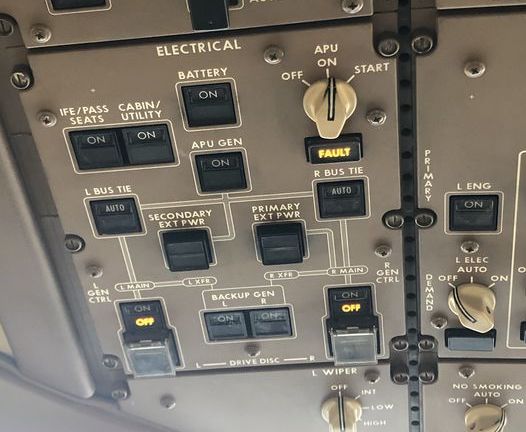 ELECTRICAL
APU
ON
OFF
START
BATTERY
ON
FAULT
IFE/PASS
SEATS
CABIN/
UTILITY
ON
ON
APU GEN
ON
L BUS TIE
AUTO
R BUS TIE
AUTO
SECONDARY
EXT PWR
PRIMARY
EXT PWR
L MAIN
L XFR
R XFR
R MAIN
L
GEN
CTRL
ON
OFF
BACKUP GEN
R
ON
ON
R
GEN
CTRL
ON
OFF
L DRIVE DISC R
L WIPER
OFF
INT
LOW
HIGH
PRIMARY
L ENG
ON
L ELEC
AUTO
OFF
ON
DEMAND
NO SMOKING
AUTO
OFF
ON